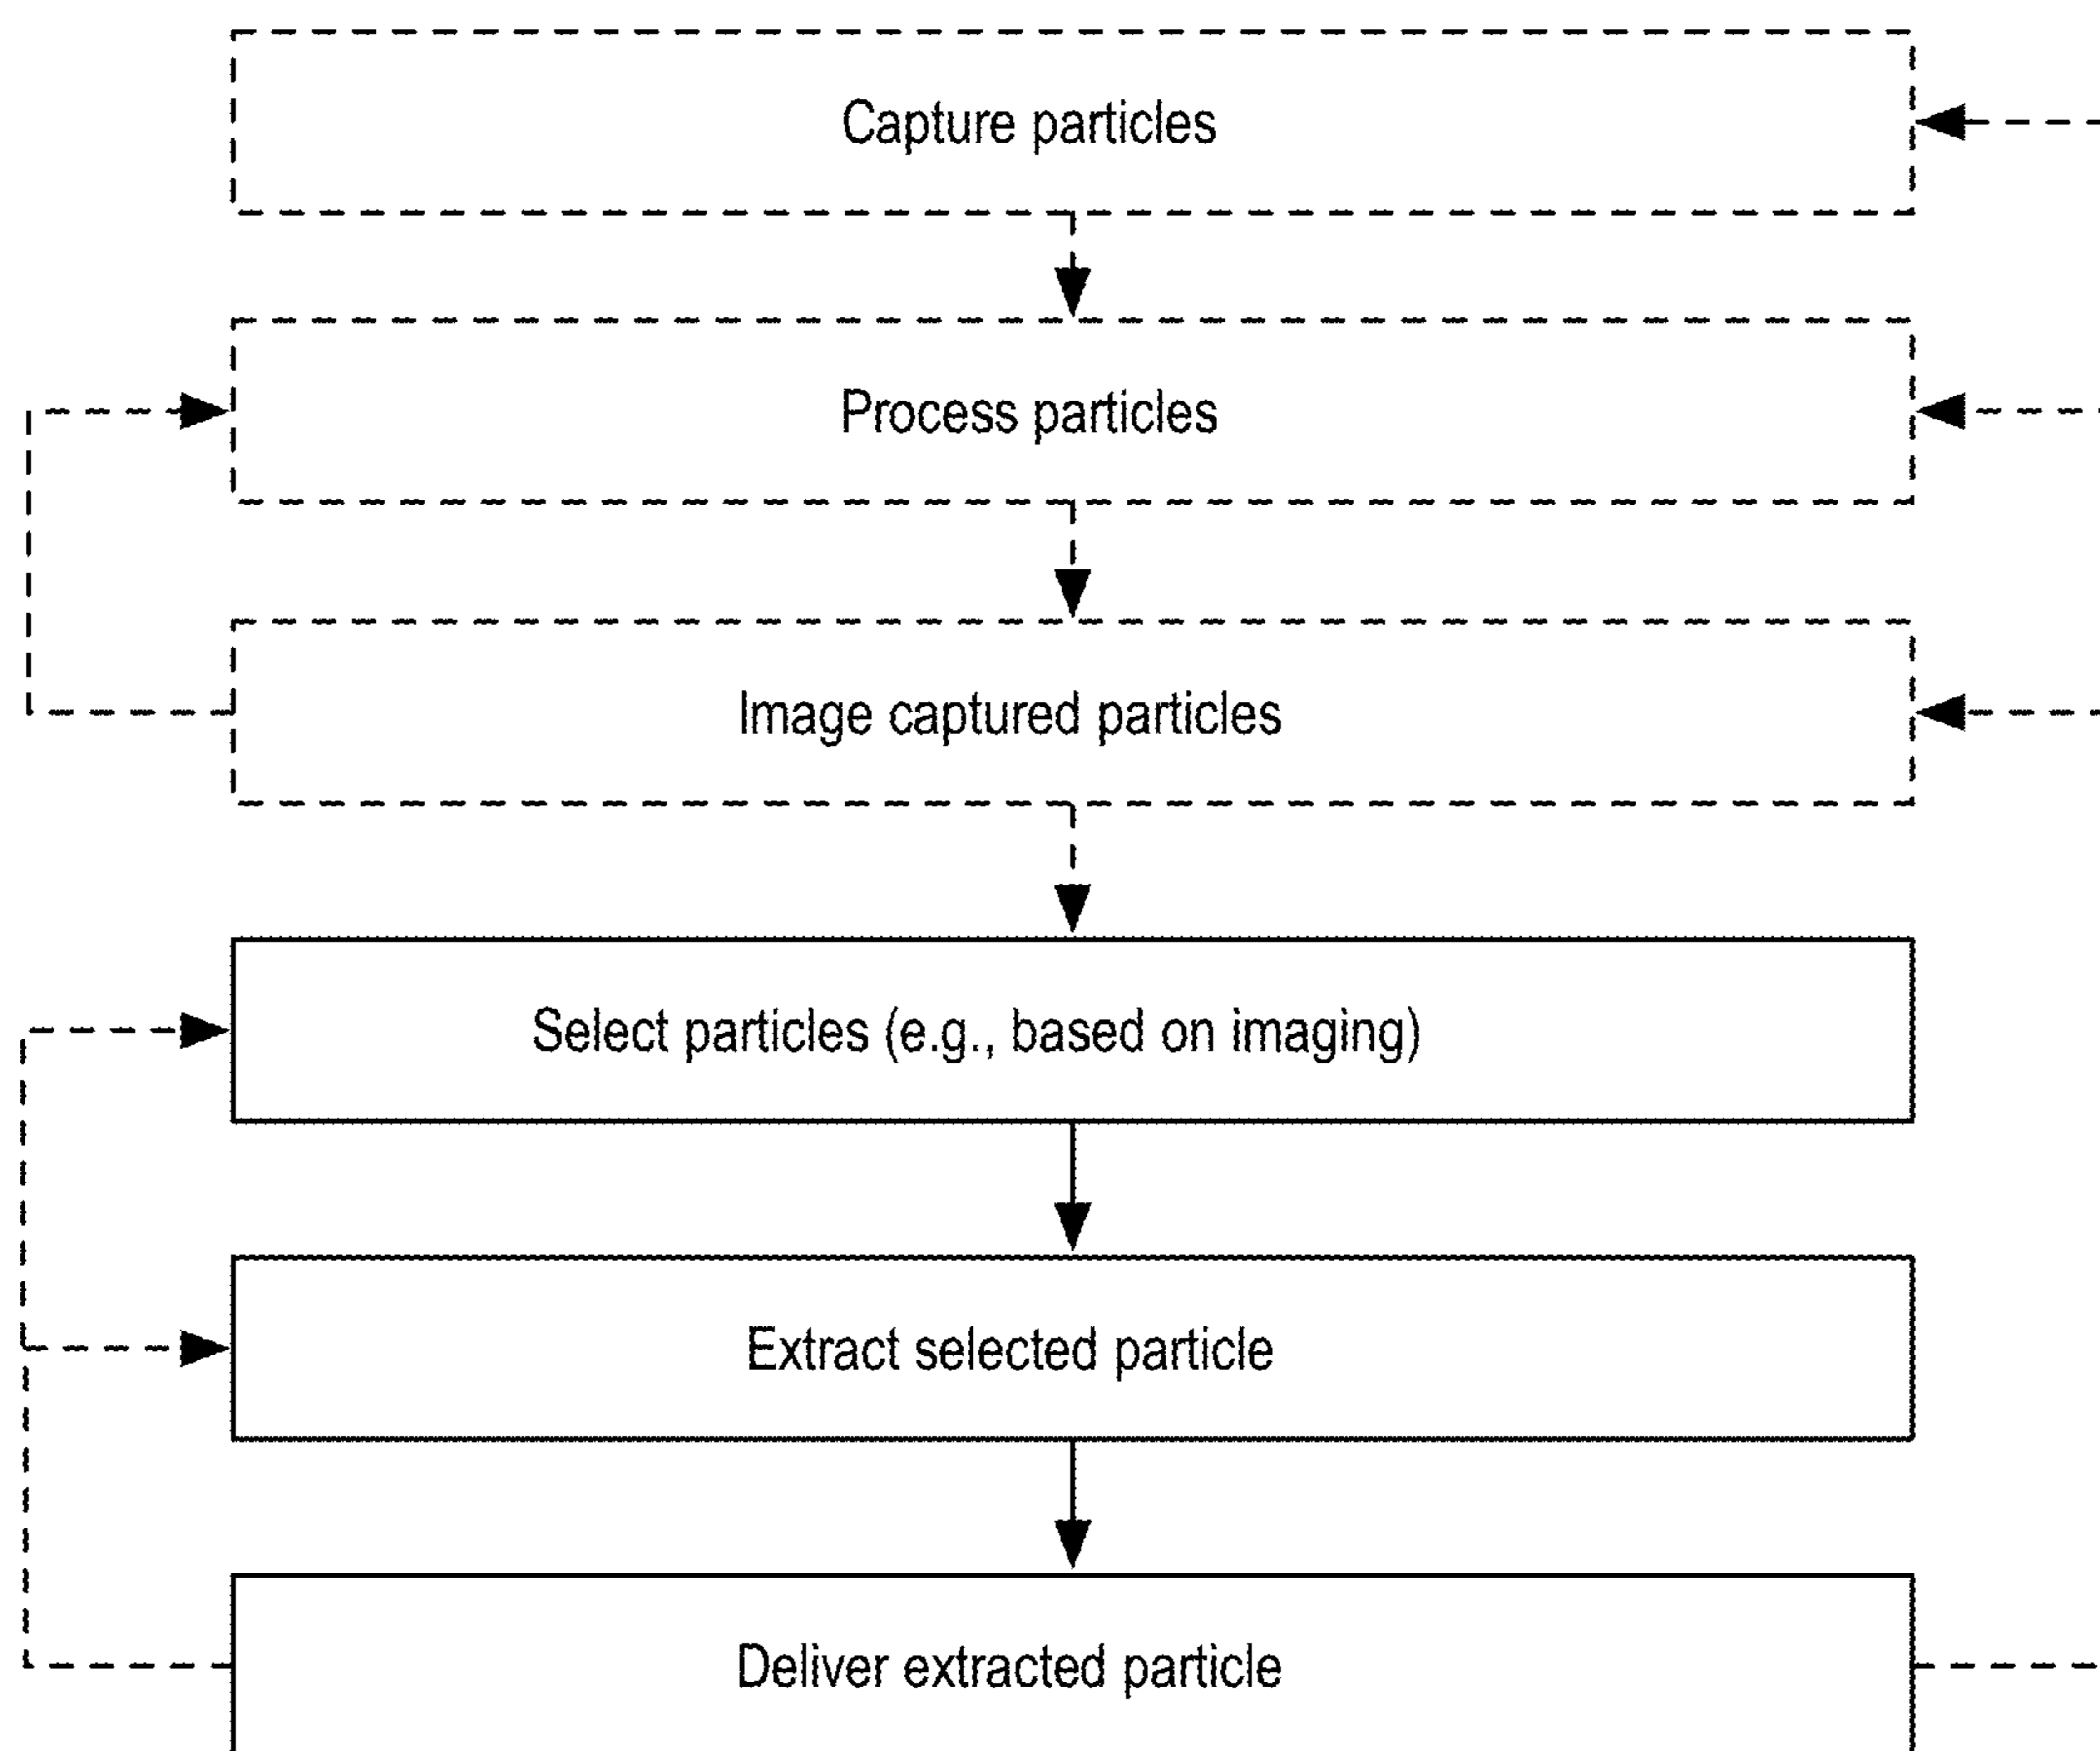 Capture particles
Process particles
Image captured particles
Select particles (e.g., based on imaging)
Extract selected particle
Deliver extracted particle